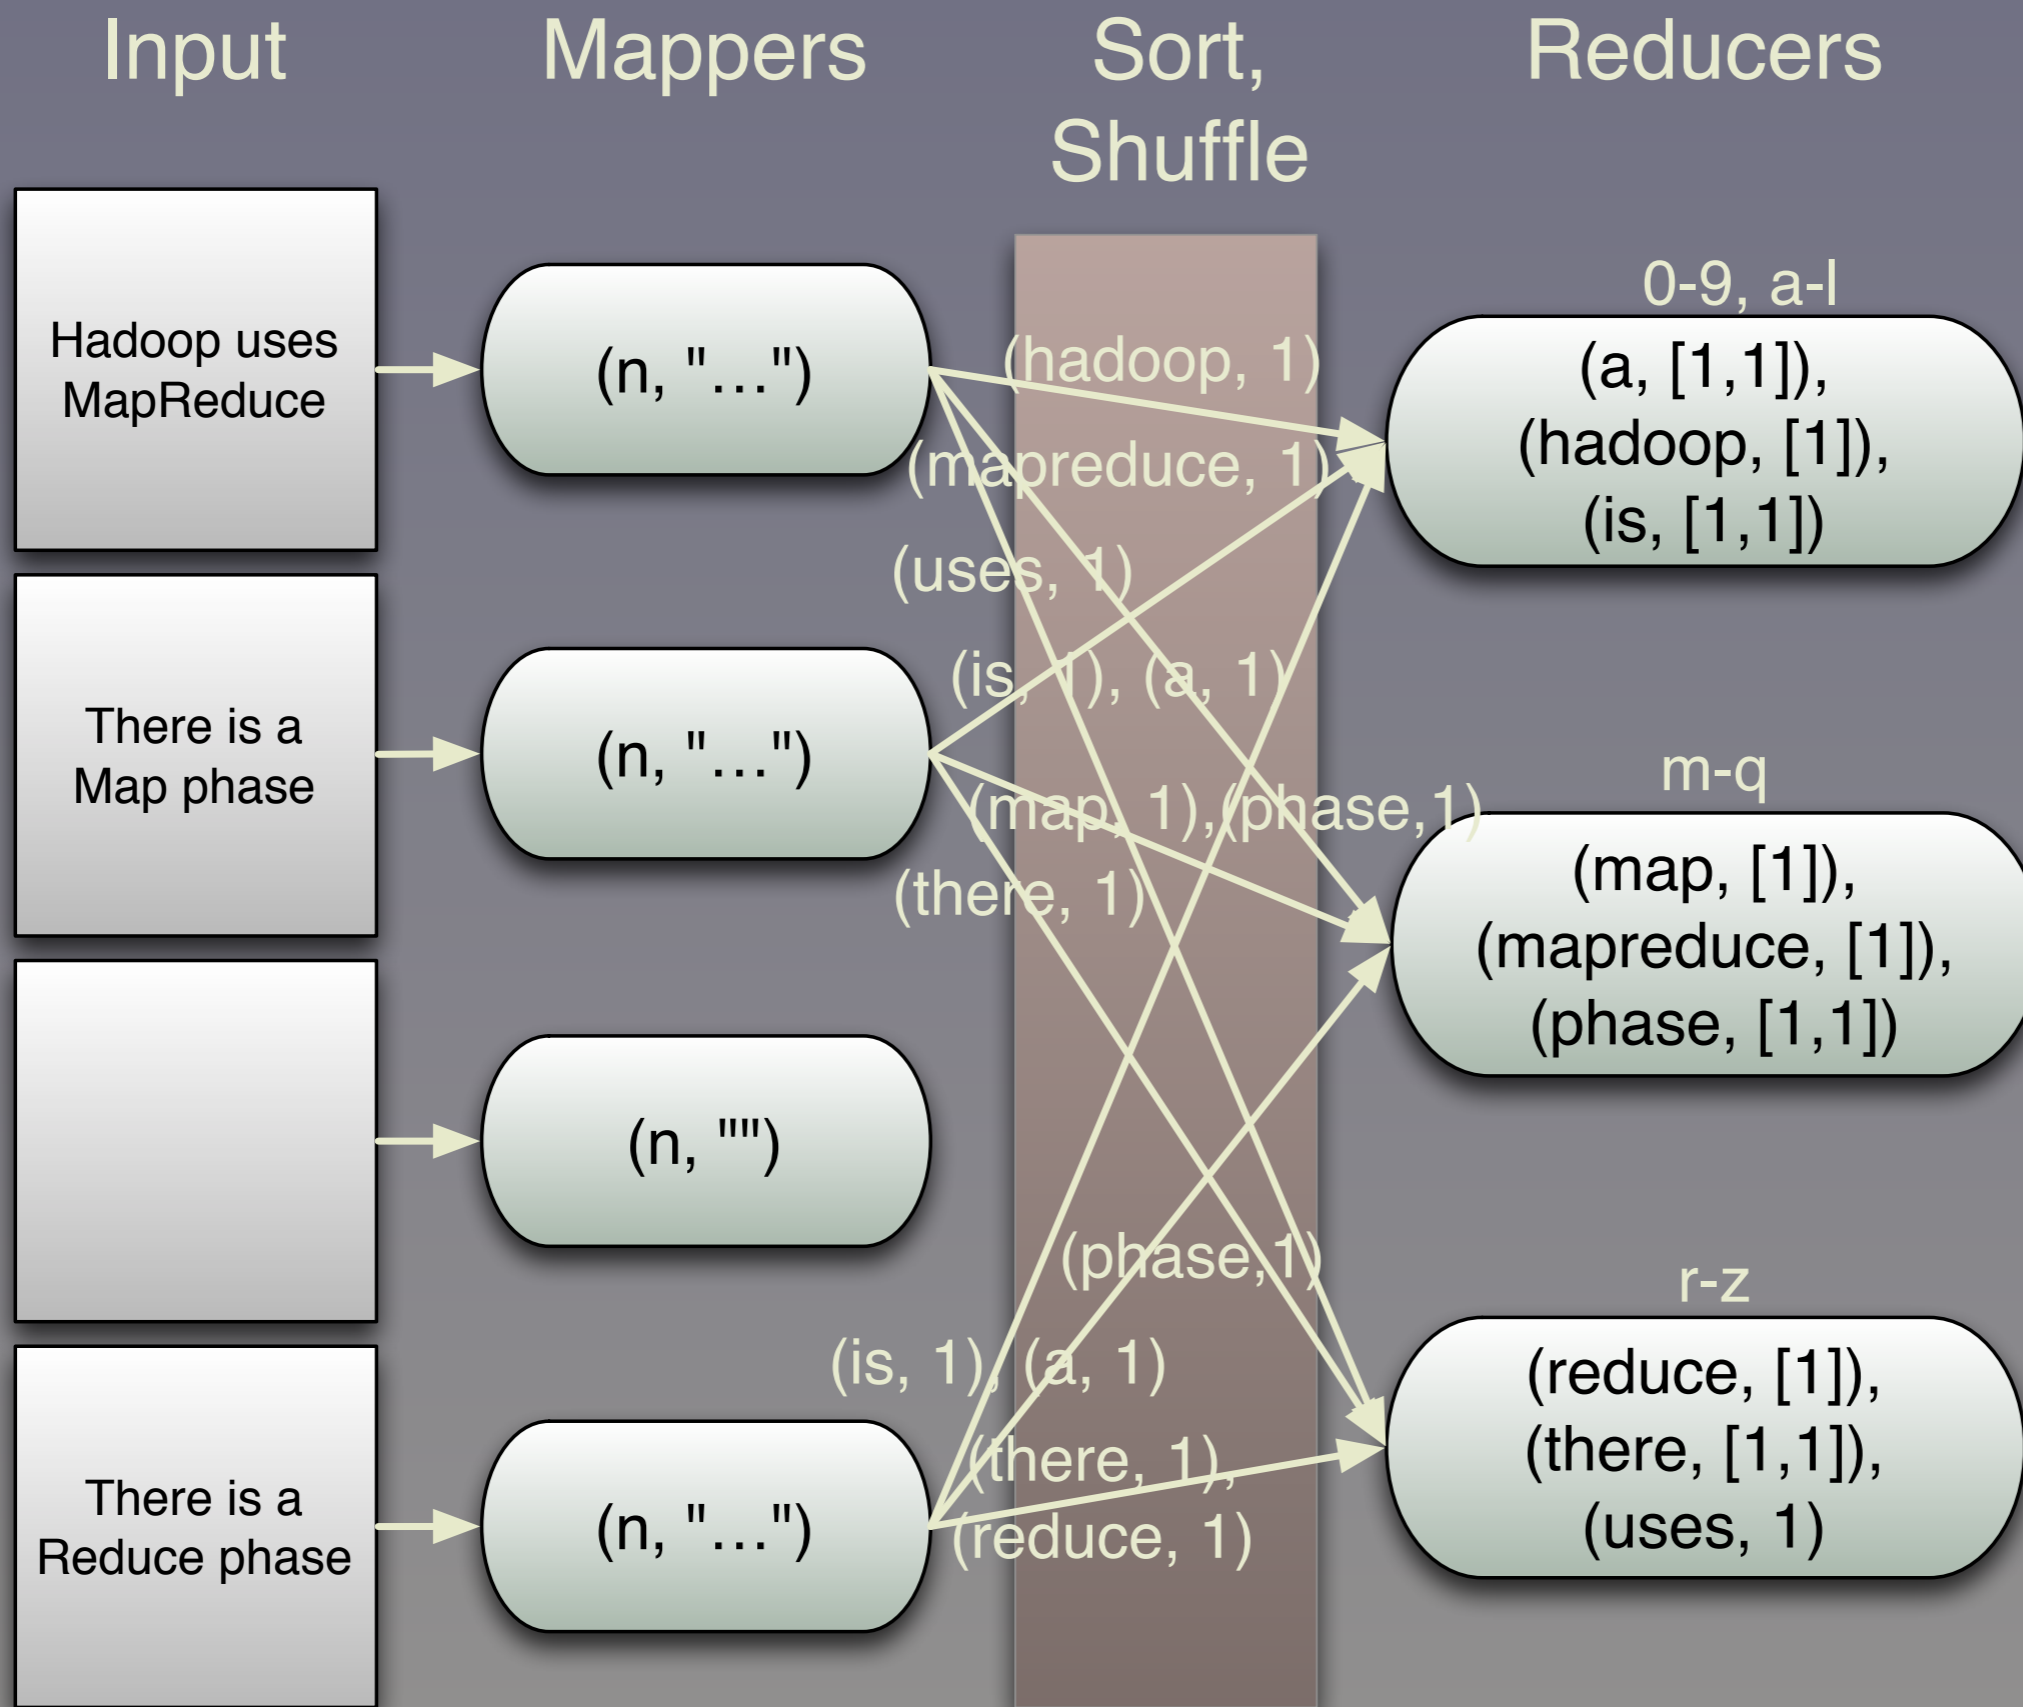 Input
Mappers
Sort,
Shuffle
Reducers
Hadoop uses
MapReduce
There is a
Map phase
There is a
Reduce phase
(n, "…")
(n, "…")
(n, "")
(n, "…")
(hadoop, 1)
(mapreduce, 1)
(uses, 1)
(is, 1), (a, 1)
(map, 1),(phase,1)
(there, 1)
(phase,1)
(is, 1), (a, 1)
(there, 1),
(reduce, 1)
0-9, a-l
(a, [1,1]),
(hadoop, [1]),
(is, [1,1])
m-q
(map, [1]),
(mapreduce, [1]),
(phase, [1,1])
r-z
(reduce, [1]),
(there, [1,1]),
(uses, 1)